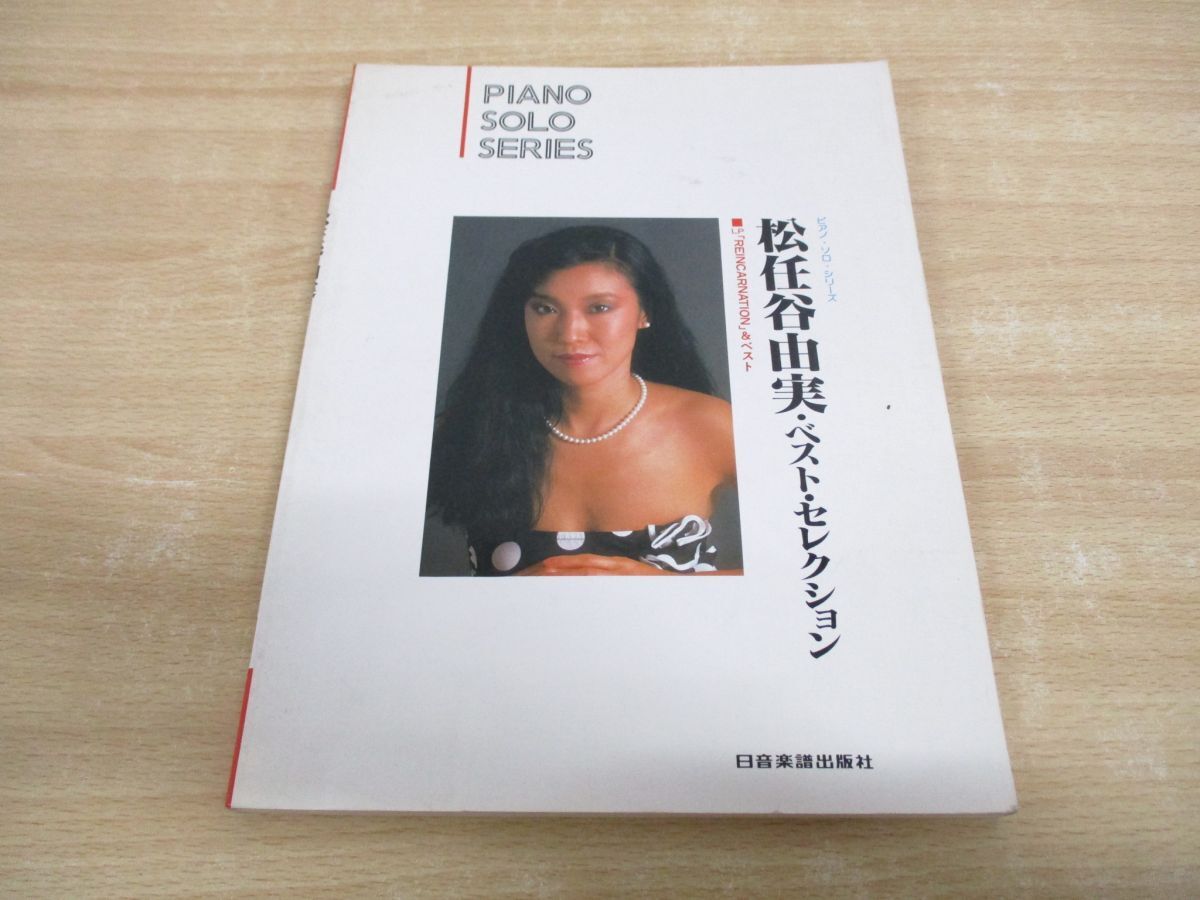 PIANO
SOLO
SERIES
ピアノ・ソロ・シリーズ
松任谷由実・ベスト・セレクション
■LP「REINCARNATION」&ベスト
日音楽譜出版社